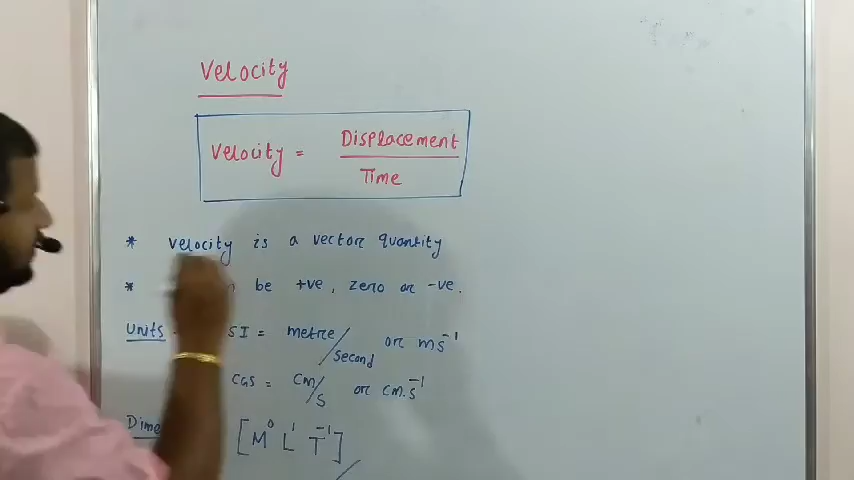 Velocity
Velocity = Displacement / Time
* velocity is a vector quantity
* be +ve, zero or -ve.
Units SI = metre/second or ms⁻¹
CGS = cm/s or cm.s⁻¹
[M⁰ L¹ T⁻¹]